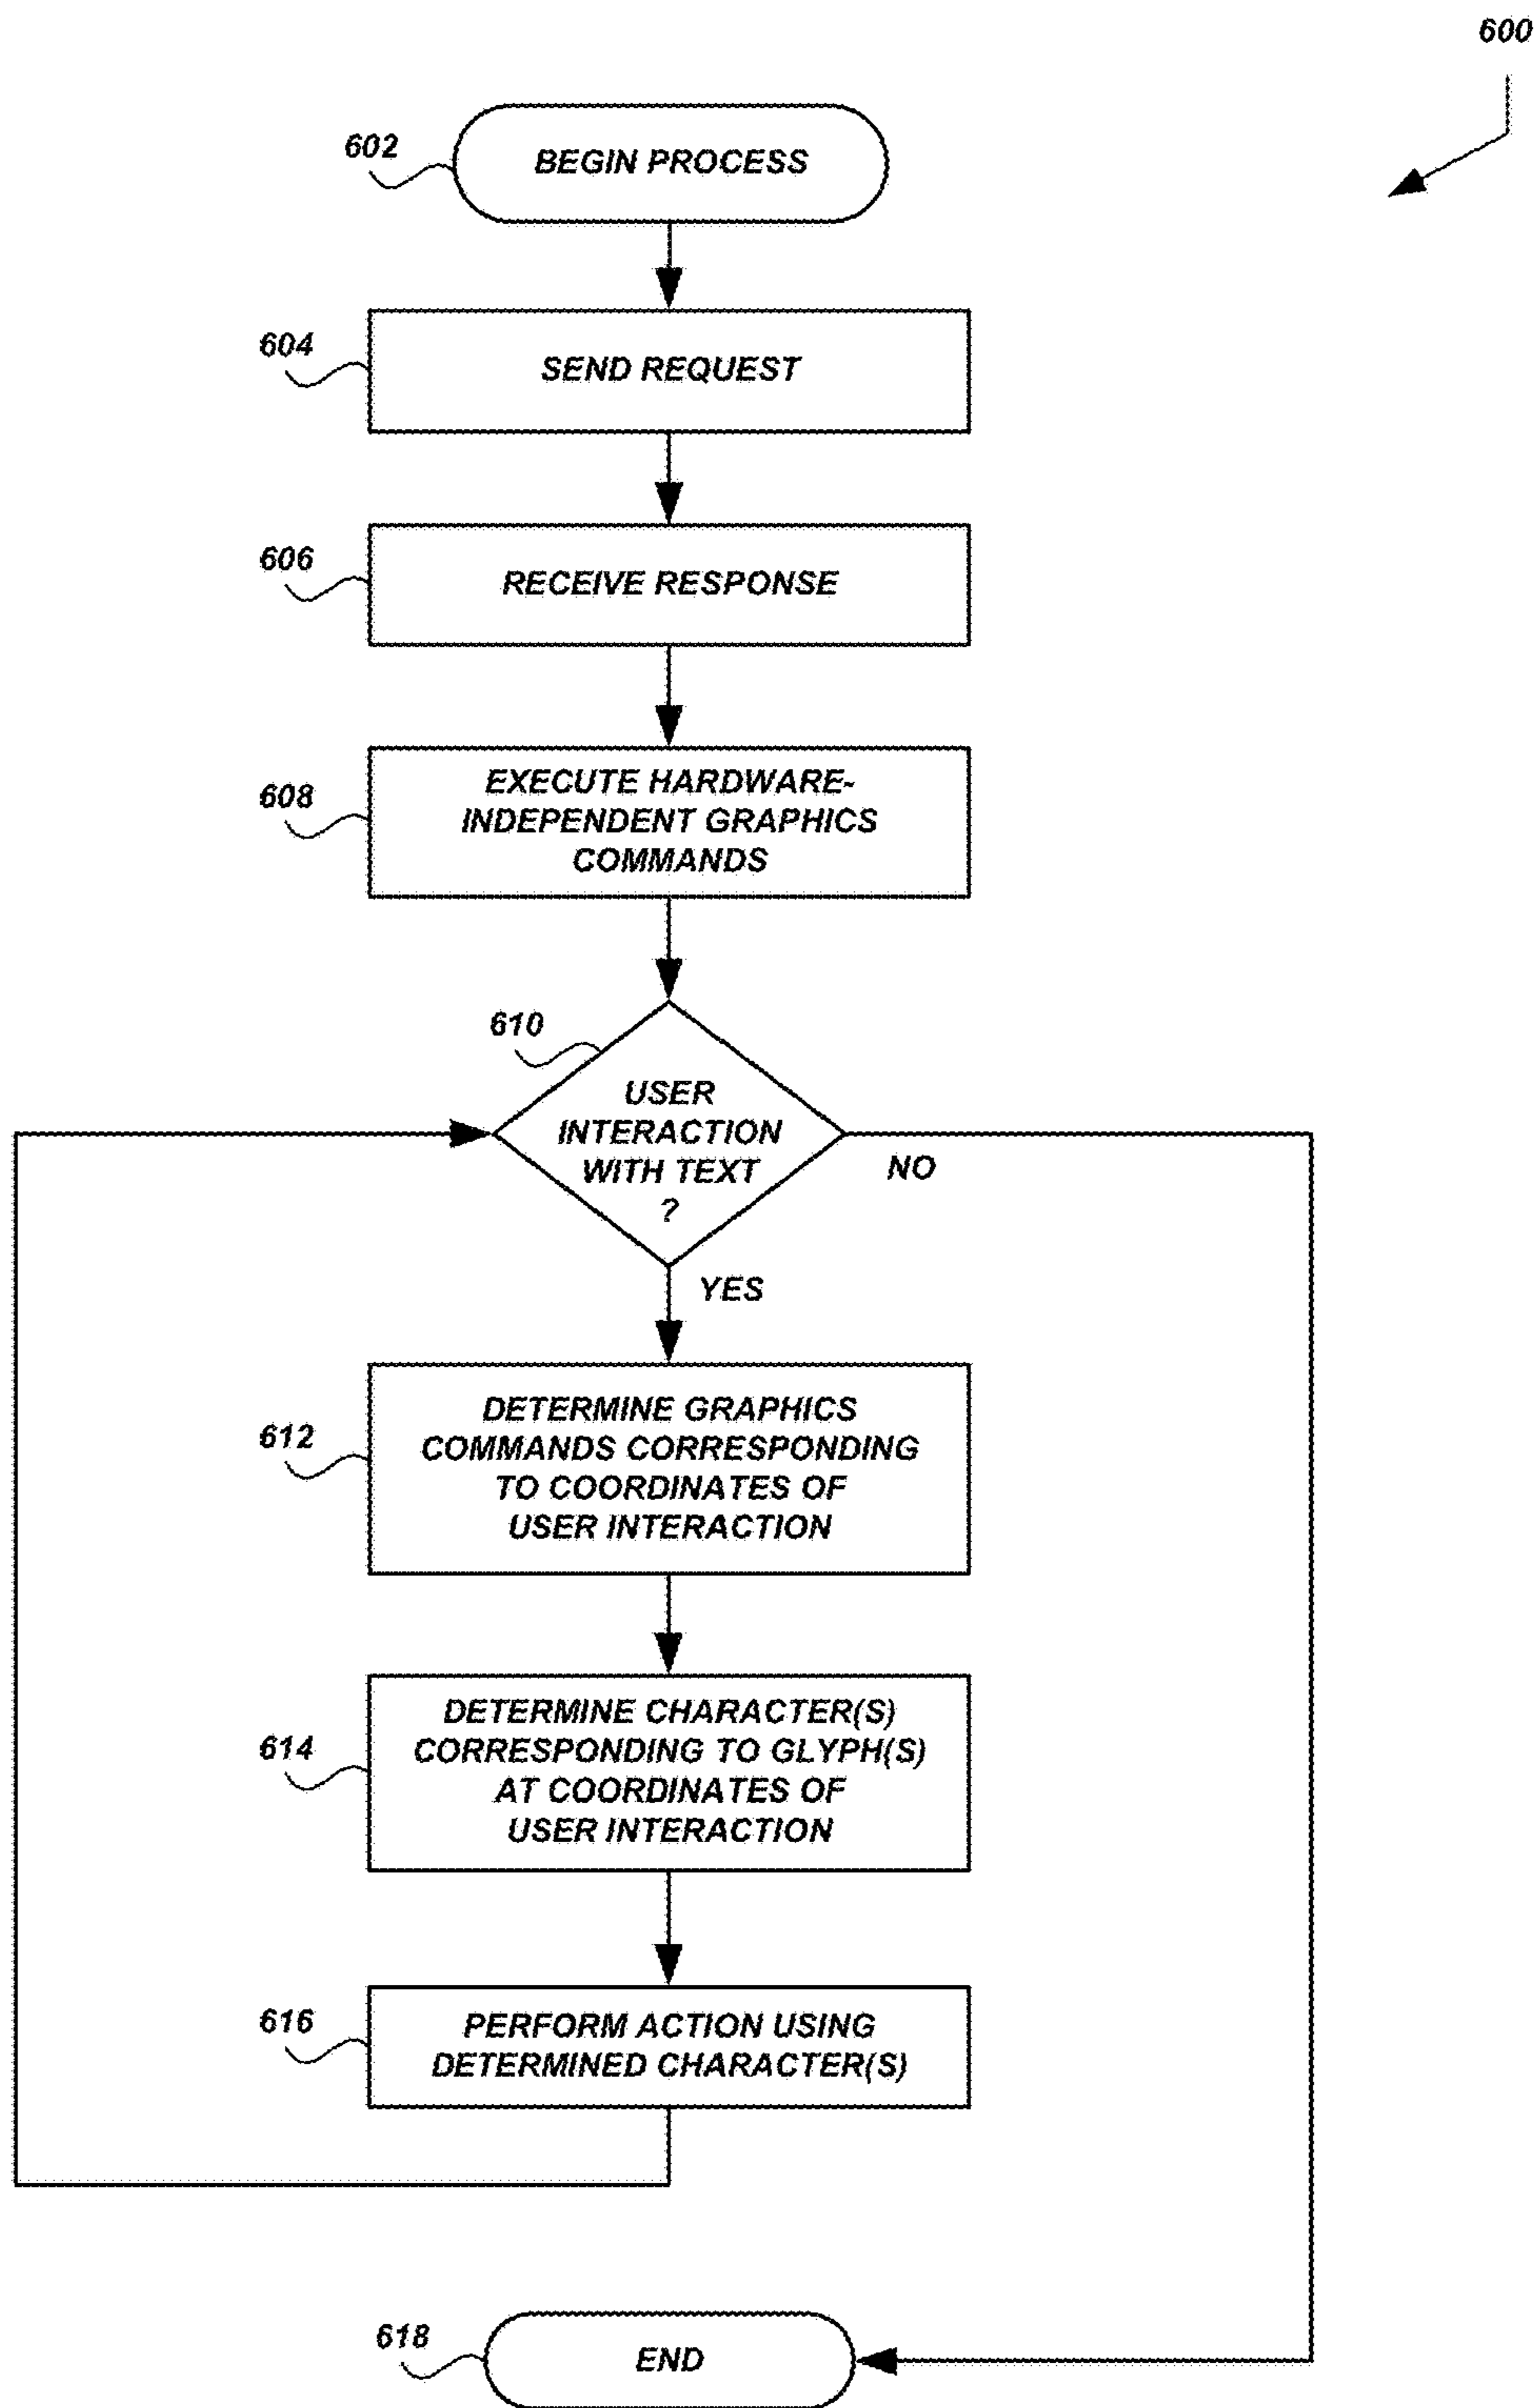 600
602
BEGIN PROCESS
604
SEND REQUEST
606
RECEIVE RESPONSE
608
EXECUTE HARDWARE-
INDEPENDENT GRAPHICS
COMMANDS
610
USER
INTERACTION
WITH TEXT
?
NO
YES
612
DETERMINE GRAPHICS
COMMANDS CORRESPONDING
TO COORDINATES OF
USER INTERACTION
614
DETERMINE CHARACTER(S)
CORRESPONDING TO GLYPH(S)
AT COORDINATES OF
USER INTERACTION
616
PERFORM ACTION USING
DETERMINED CHARACTER(S)
618
END